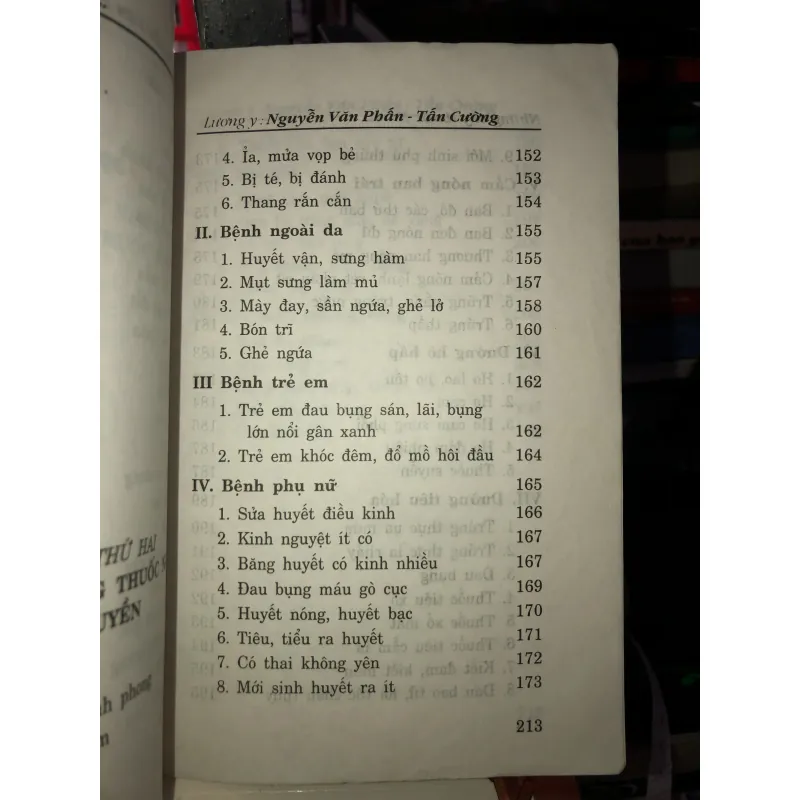 Lương y : Nguyễn Văn Phấn - Tấn Cường
4. Ỉa, mửa vọp bẻ 152
5. Bị té, bị đánh 153
6. Thang rắn cắn 154
II. Bệnh ngoài da 155
1. Huyết vận, sưng hàm 155
2. Mụt sưng làm mủ 157
3. Mày đay, sần ngứa, ghẻ lở 158
4. Bón trĩ 160
5. Ghẻ ngứa 161
III Bệnh trẻ em 162
1. Trẻ em đau bụng sán, lãi, bụng
lớn nổi gân xanh 162
2. Trẻ em khóc đêm, đổ mồ hôi đầu 164
IV. Bệnh phụ nữ 165
1. Sửa huyết điều kinh 166
2. Kinh nguyệt ít có 167
3. Băng huyết có kinh nhiều 167
4. Đau bụng máu gò cục 169
5. Huyết nóng, huyết bạc 170
6. Tiêu, tiểu ra huyết 171
7. Có thai không yên 172
8. Mới sinh huyết ra ít 173
213
THỨ HAI
THUỐC
phong